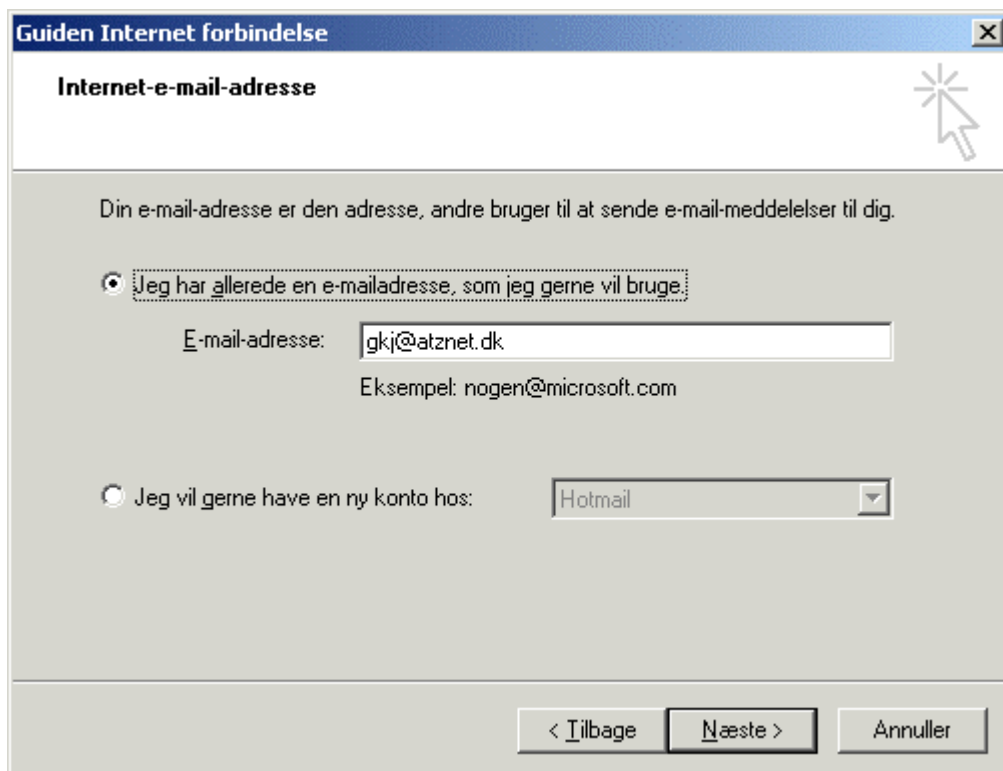 Guiden Internet forbindelse
Internet-e-mail-adresse
Din e-mail-adresse er den adresse, andre bruger til at sende e-mail-meddelelser til dig.
Jeg har allerede en e-mailadresse, som jeg gerne vil bruge.
E-mail-adresse: gkj@atznet.dk
Eksempel: nogen@microsoft.com
Jeg vil gerne have en ny konto hos: Hotmail
< Tilbage Næste > Annuller